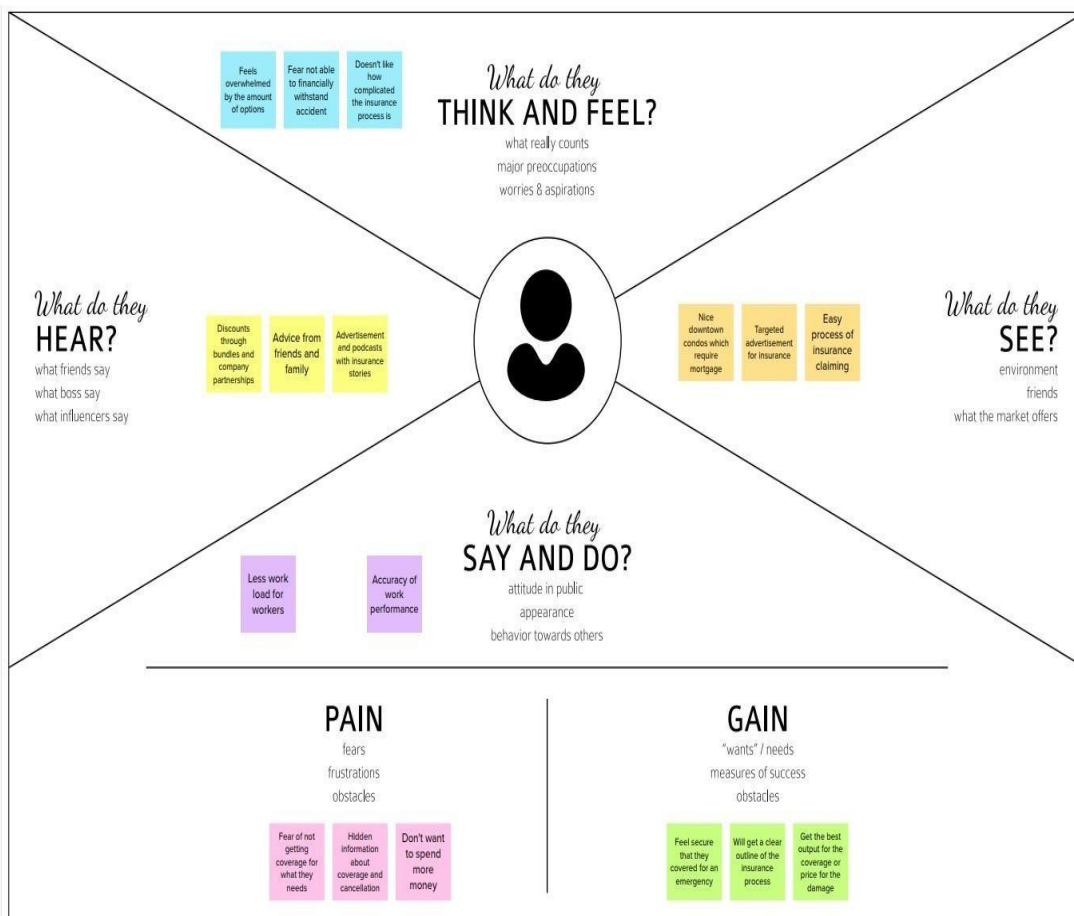 Feels
overwhelmed
by the amount
of options
Fear not able
to financially
withstand
accident
Doesn't like
how
complicated
the insurance
process is
What do they
THINK AND FEEL?
what really counts
major preoccupations
worries & aspirations
What do they
HEAR?
what friends say
what boss say
what influencers say
Discounts
through
bundles and
company
partnerships
Advice from
friends and
family
Advertisement
and podcasts
with insurance
stories
Nice
downtown
condos which
require
mortgage
Targeted
advertisement
for insurance
Easy
process of
insurance
claiming
What do they
SEE?
environment
friends
what the market offers
What do they
SAY AND DO?
attitude in public
appearance
behavior towards others
Less work
load for
workers
Accuracy of
work
performance
PAIN
fears
frustrations
obstacles
Fear of not
getting
coverage for
what they
needs
Hidden
information
about
coverage and
cancellation
Don't want
to spend
more
money
GAIN
"wants" / needs
measures of success
obstacles
Feel secure
that they
covered for an
emergency
Will get a clear
outline of the
insurance
process
Get the best
output for the
coverage or
price for the
damage